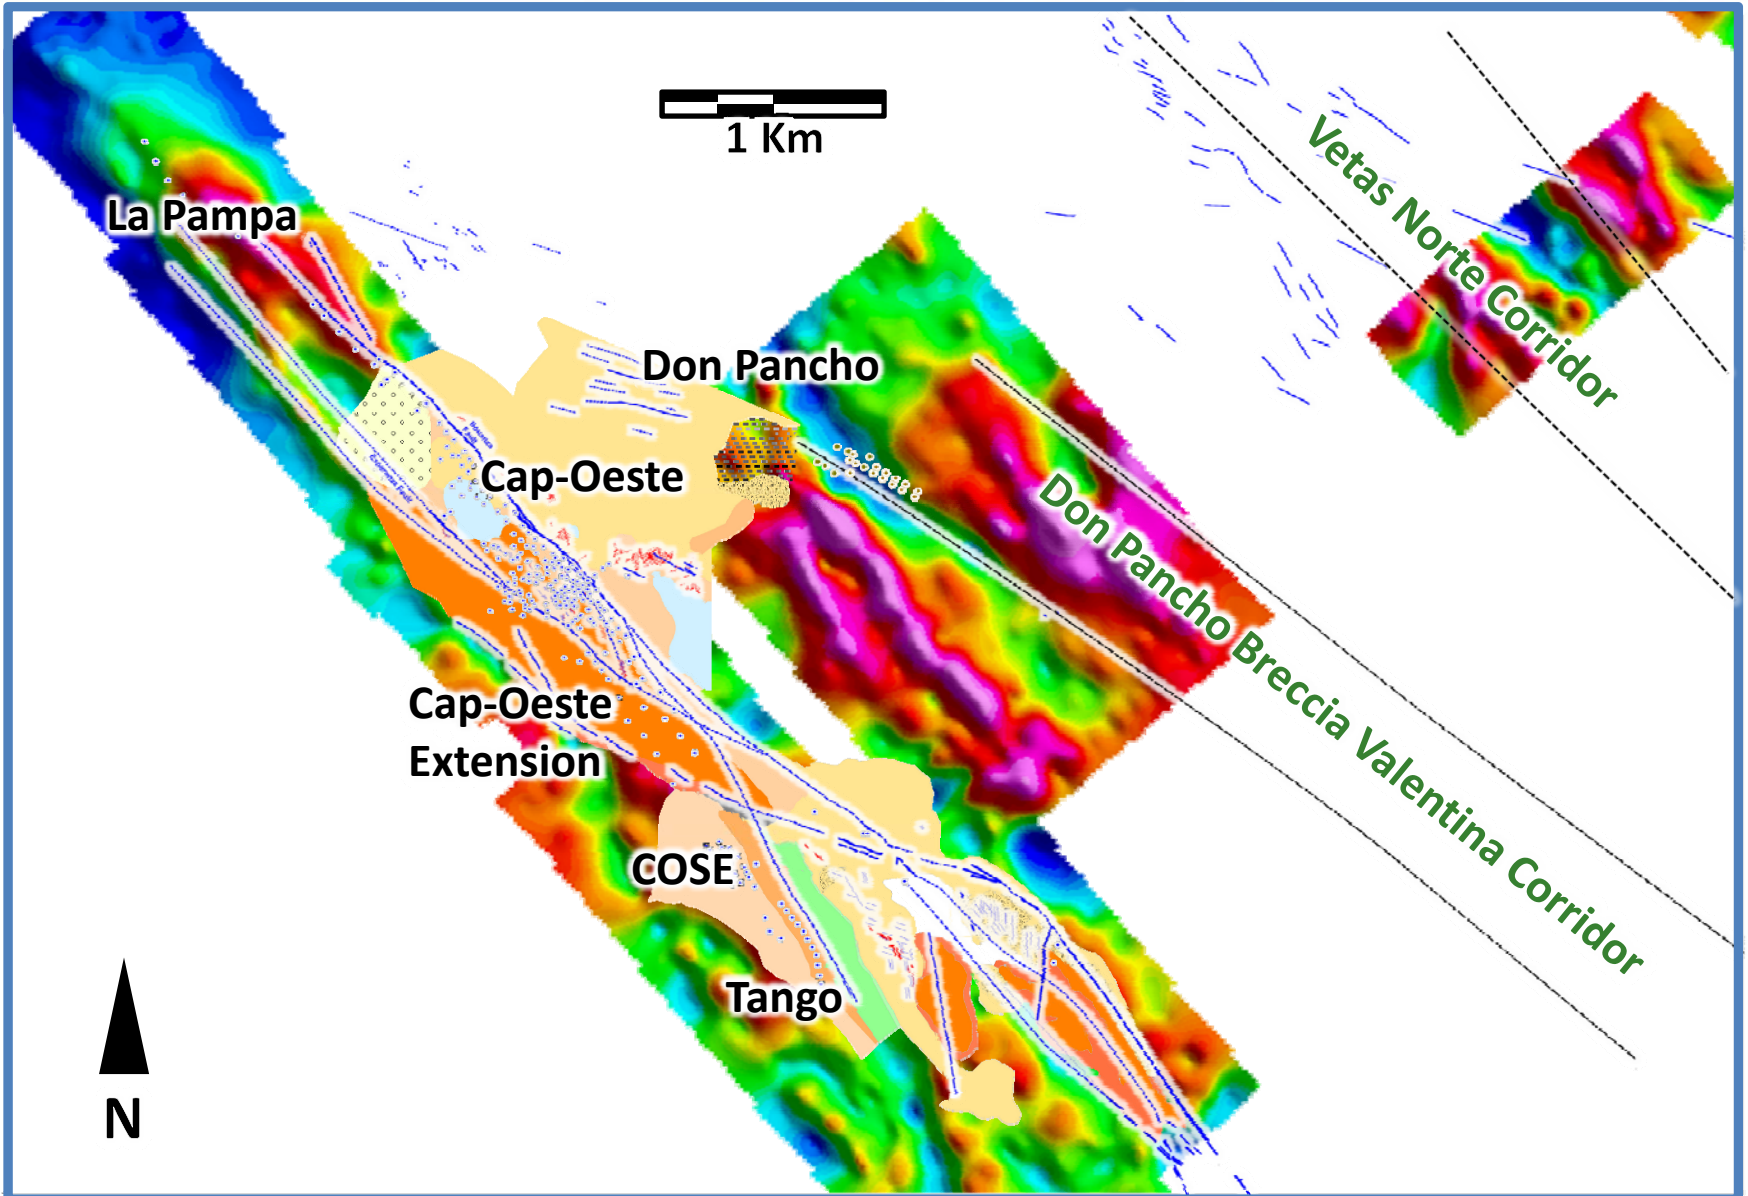 1 Km
Vetas Norte Corridor
La Pampa
Don Pancho
Cap-Oeste
Don Pancho Breccia Valentina Corridor
Cap-Oeste
Extension
COSE
Tango
N